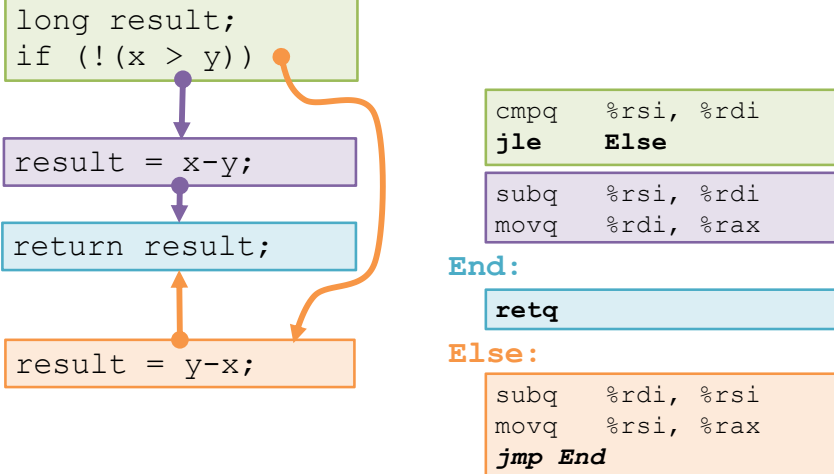 long result;
if (!(x > y))
result = x-y;
return result;
result = y-x;
cmpq %rsi, %rdi
jle Else
subq %rsi, %rdi
movq %rdi, %rax
End:
retq
Else:
subq %rdi, %rsi
movq %rsi, %rax
jmp End